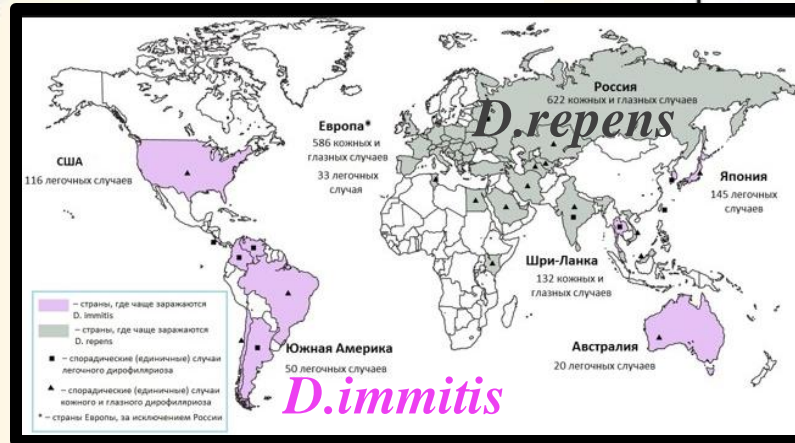 Россия
622 кожных и глазных случаев
D.repens
Европа*
586 кожных и
глазных случаев
33 легочных
случая
США
116 легочных случаев
Япония
145 легочных
случаев
Шри-Ланка
132 кожных и
глазных случаев
Южная Америка
50 легочных случаев
Австралия
20 легочных случаев
D.immitis
– страны, где чаще заражаются
D. immitis
– страны, где чаще заражаются
D. repens
– спорадические (единичные) случаи
легочного дирофиляриоза
– спорадические (единичные) случаи
кожного и глазного дирофиляриоза
* – страны Европы, за исключением России